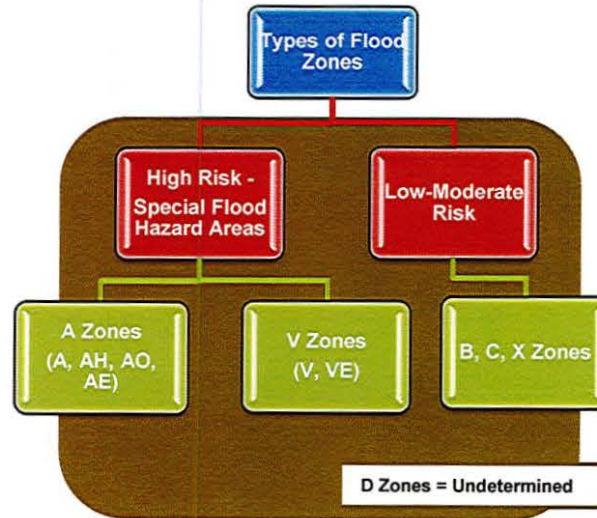 Types of Flood
Zones
High Risk -
Special Flood
Hazard Areas
Low-Moderate
Risk
A Zones
(A, AH, AO,
AE)
V Zones
(V, VE)
B, C, X Zones
D Zones = Undetermined